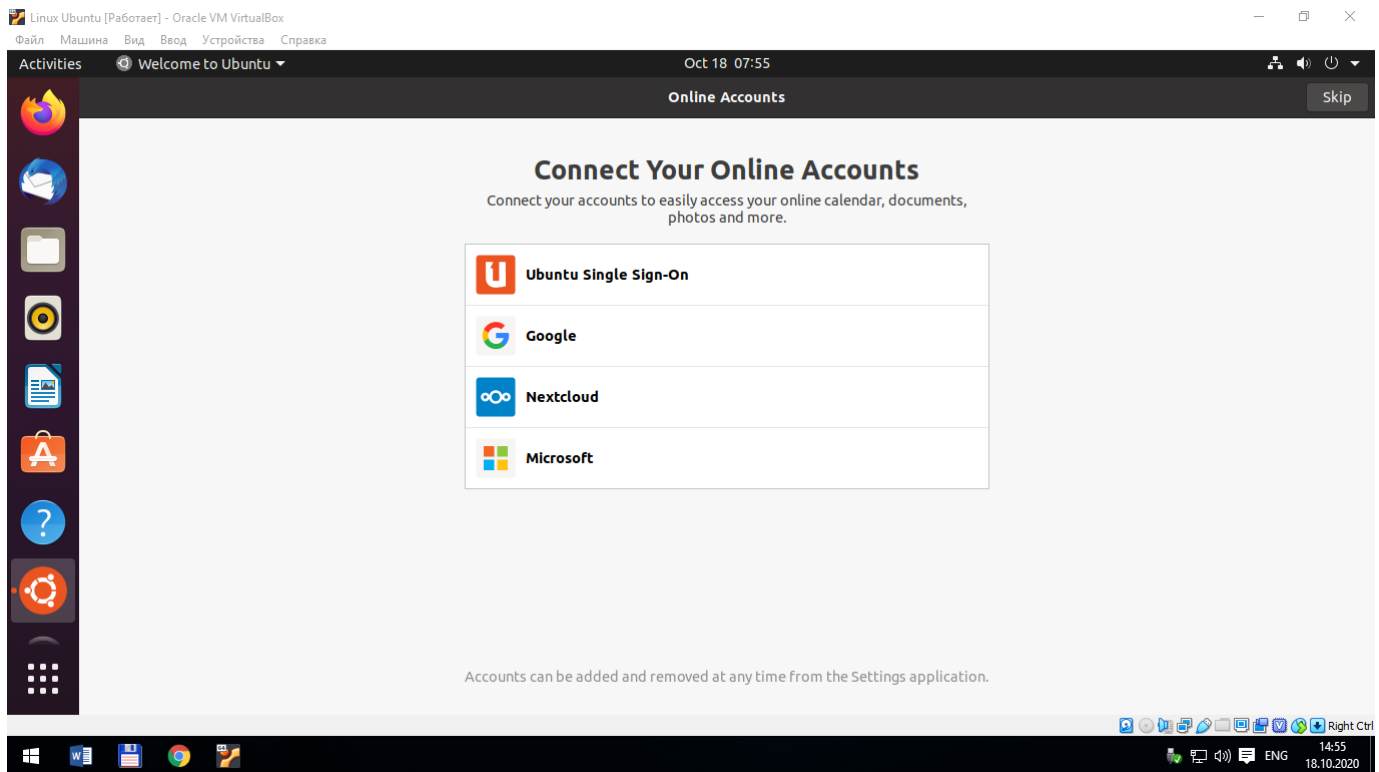 Linux Ubuntu [Работает] - Oracle VM VirtualBox
Файл Машина Вид Ввод Устройства Справка
Activities Welcome to Ubuntu Oct 18 07:55
Online Accounts Skip
Connect Your Online Accounts
Connect your accounts to easily access your online calendar, documents,
photos and more.
Ubuntu Single Sign-On
Google
Nextcloud
Microsoft
Accounts can be added and removed at any time from the Settings application.
Right Ctrl
ENG 14:55
18.10.2020